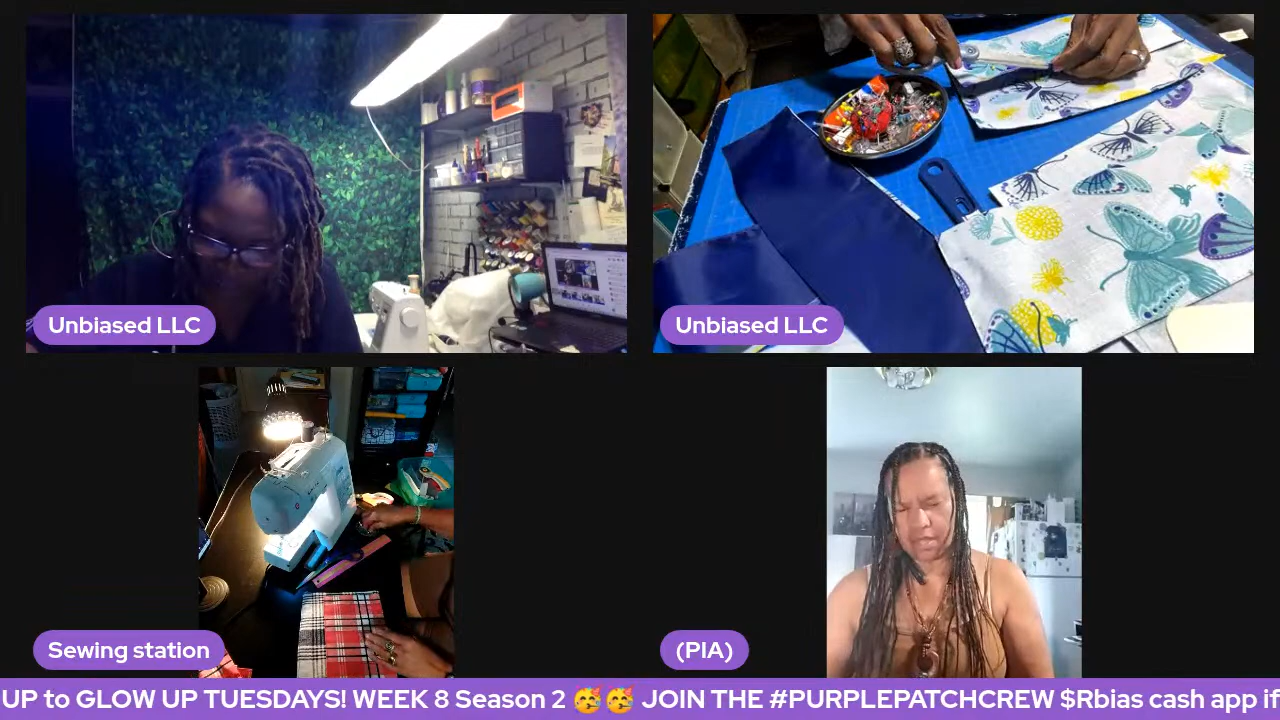 Unbiased LLC
Unbiased LLC
Sewing station
(PIA)
UP to GLOW UP TUESDAYS! WEEK 8 Season 2 🥳🥳 JOIN THE #PURPLEPATCHCREW $Rbias cash app if